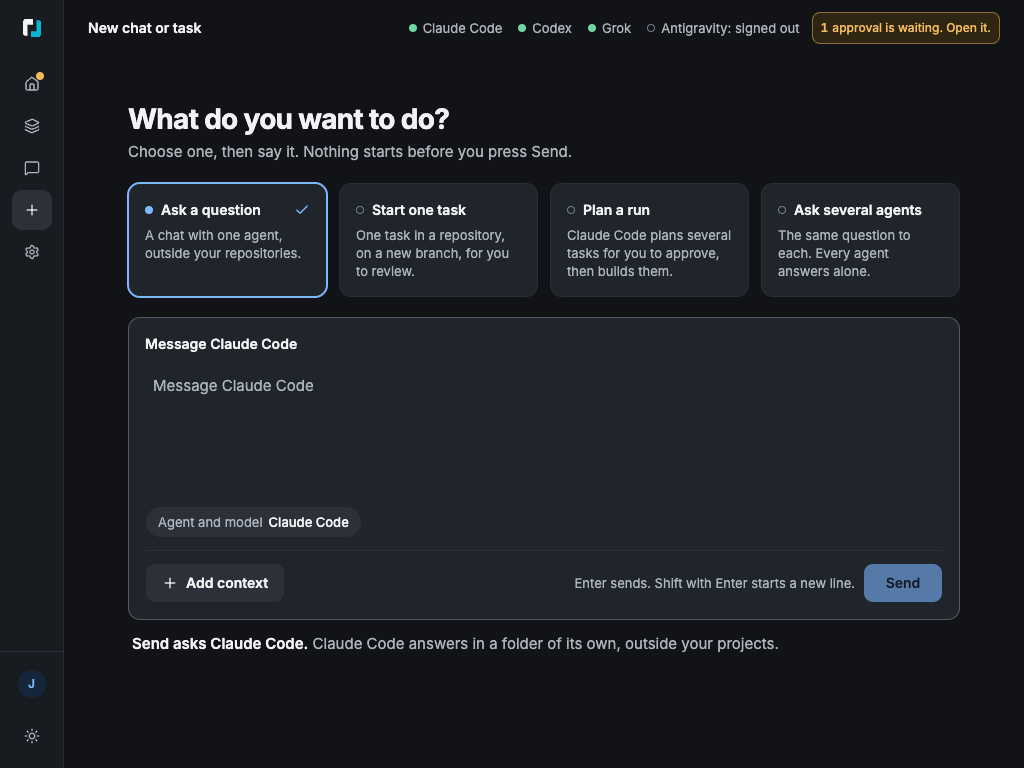 New chat or task
Claude Code
Codex
Grok
Antigravity: signed out
1 approval is waiting. Open it.
What do you want to do?
Choose one, then say it. Nothing starts before you press Send.
Ask a question
A chat with one agent,
outside your repositories.
Start one task
One task in a repository,
on a new branch, for you
to review.
Plan a run
Claude Code plans several
tasks for you to approve,
then builds them.
Ask several agents
The same question to
each. Every agent
answers alone.
Message Claude Code
Message Claude Code
Agent and model Claude Code
Add context
Enter sends. Shift with Enter starts a new line.
Send
Send asks Claude Code. Claude Code answers in a folder of its own, outside your projects.
J